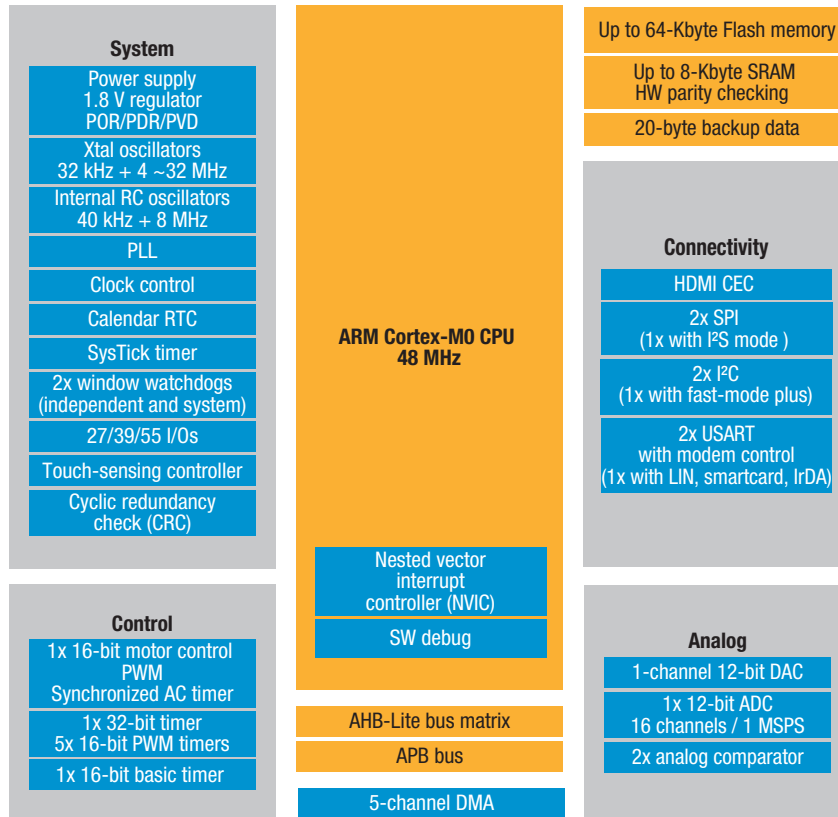 System
Power supply
1.8 V regulator
POR/PDR/PVD
Xtal oscillators
32 kHz + 4 ~32 MHz
Internal RC oscillators
40 kHz + 8 MHz
PLL
Clock control
Calendar RTC
SysTick timer
2x window watchdogs
(independent and system)
27/39/55 I/Os
Touch-sensing controller
Cyclic redundancy
check (CRC)
Control
1x 16-bit motor control
PWM
Synchronized AC timer
1x 32-bit timer
5x 16-bit PWM timers
1x 16-bit basic timer
ARM Cortex-M0 CPU
48 MHz
Nested vector
interrupt
controller (NVIC)
SW debug
AHB-Lite bus matrix
APB bus
5-channel DMA
Up to 64-Kbyte Flash memory
Up to 8-Kbyte SRAM
HW parity checking
20-byte backup data
Connectivity
HDMI CEC
2x SPI
(1x with I²S mode )
2x I²C
(1x with fast-mode plus)
2x USART
with modem control
(1x with LIN, smartcard, IrDA)
Analog
1-channel 12-bit DAC
1x 12-bit ADC
16 channels / 1 MSPS
2x analog comparator